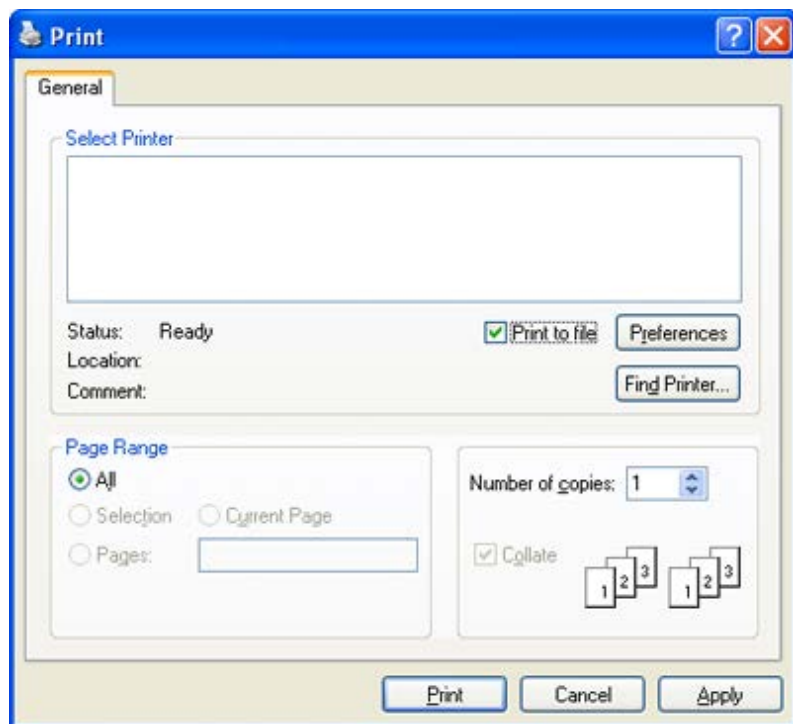 Print
General
Select Printer
Status: Ready
Print to file
Preferences
Location:
Comment:
Find Printer...
Page Range
All
Selection
Current Page
Pages:
Number of copies: 1
Collate
1 2 3 1 2 3
Print
Cancel
Apply